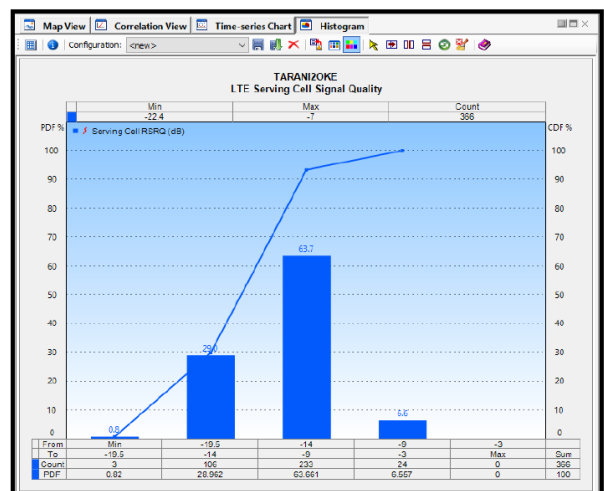 Map View Correlation View Time-series Chart Histogram
Configuration: <new>
TARANI2OKE
LTE Serving Cell Signal Quality
Min Max Count
-22.4 -7 366
PDF % Serving Cell RSRQ (dB) CDF %
100 100
90 90
80 80
70 70
63.7
60 60
50 50
40 40
29.0
30 30
20 20
10 10
6.6
0.8
0 0
From Min -19.5 -14 -9 -3
To -19.5 -14 -9 -3 Max Sum
Count 3 106 233 24 0 366
PDF 0.82 28.962 63.661 6.557 0 100